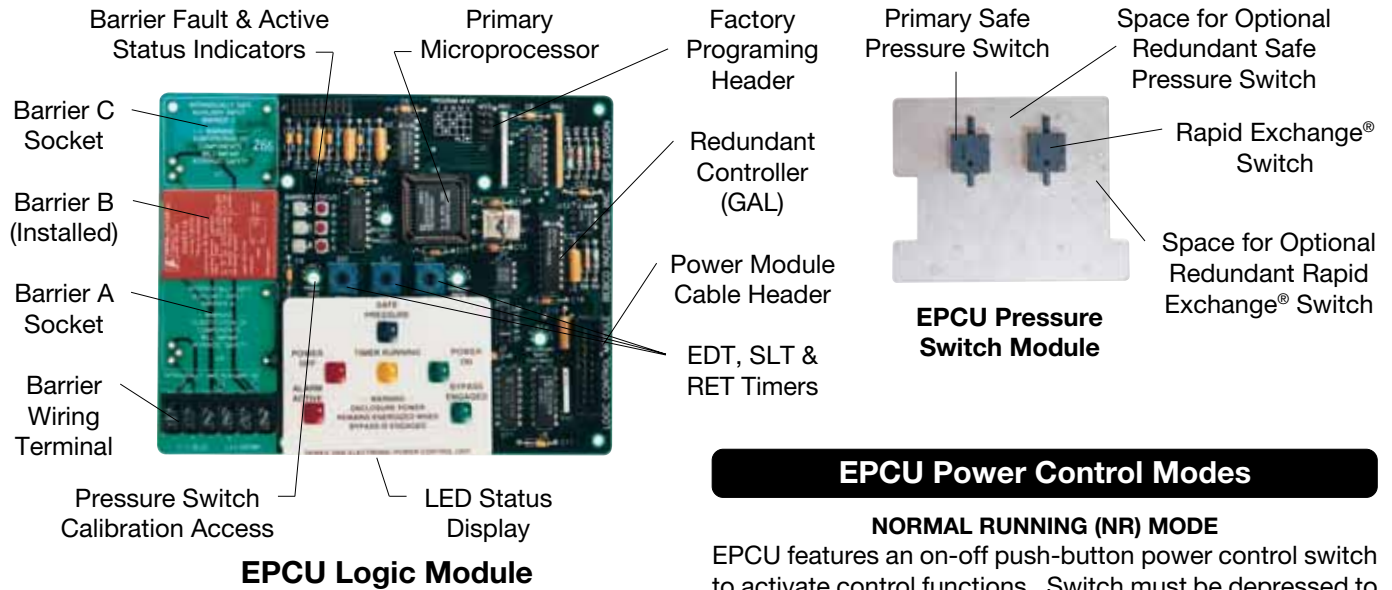 Barrier Fault & Active
Status Indicators
Primary
Microprocessor
Factory
Programing
Header
Primary Safe
Pressure Switch
Space for Optional
Redundant Safe
Pressure Switch
Barrier C
Socket
Barrier B
(Installed)
Barrier A
Socket
Barrier
Wiring
Terminal
Redundant
Controller
(GAL)
Power Module
Cable Header
EDT, SLT &
RET Timers
Rapid Exchange®
Switch
Space for Optional
Redundant Rapid
Exchange® Switch
SAFE
PRESSURE
POWER
OFF
TIMER RUNNING
POWER
ON
ALARM
ACTIVE
WARNING
ENCLOSURE POWER
REMAINS ENERGIZED WHEN
BYPASS IS ENGAGED
BYPASS
ENGAGED
Pressure Switch
Calibration Access
LED Status
Display
EPCU Logic Module
EPCU Pressure
Switch Module
EPCU Power Control Modes
NORMAL RUNNING (NR) MODE
EPCU features an on-off push-button power control switch
to activate control functions. Switch must be depressed to